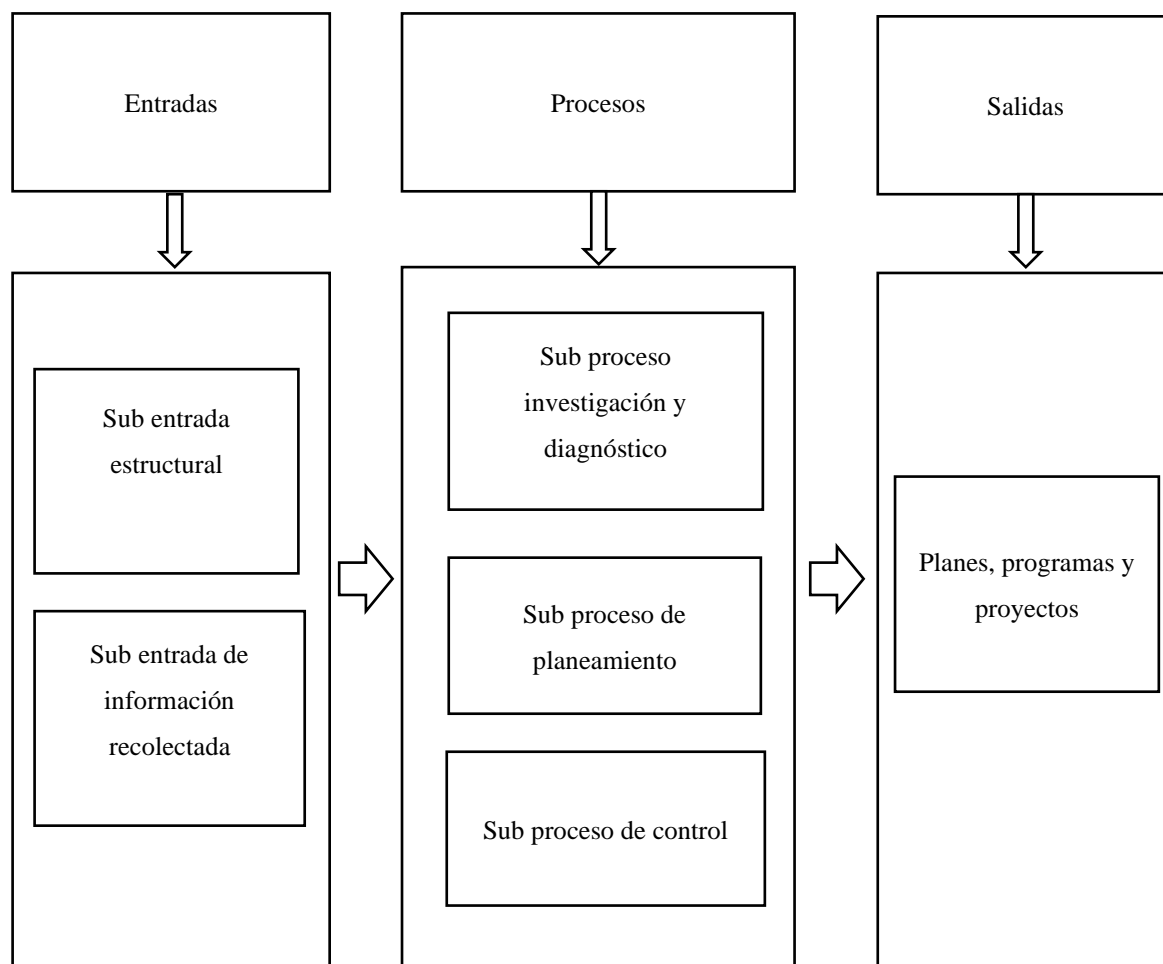 Entradas
Procesos
Salidas
Sub entrada
estructural
Sub entrada de
información
recolectada
Sub proceso
investigación y
diagnóstico
Sub proceso de
planeamiento
Sub proceso de control
Planes, programas y
proyectos